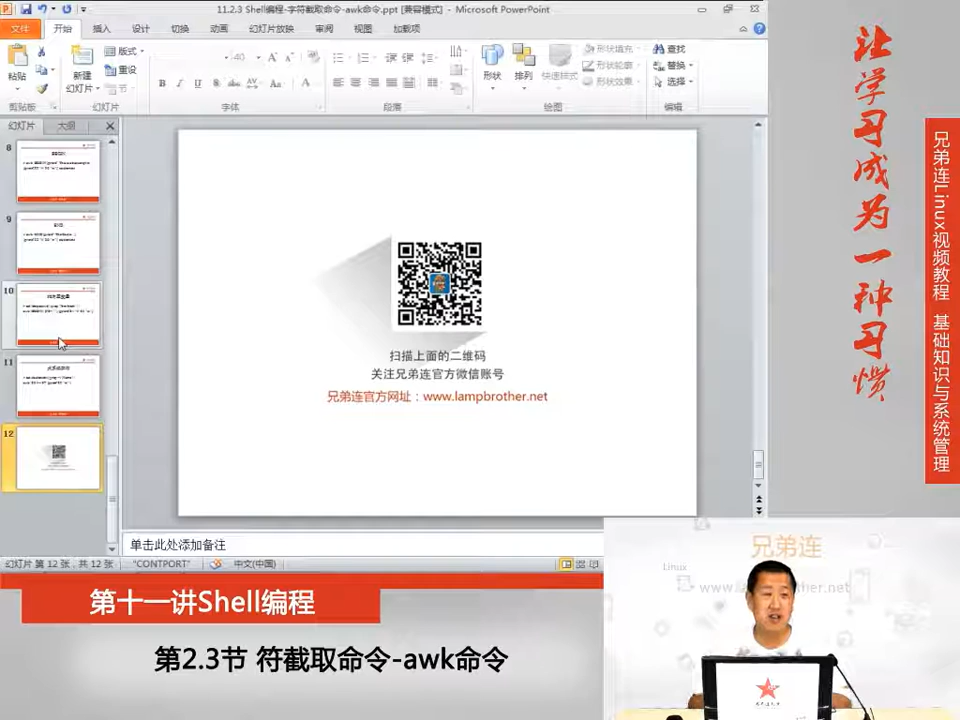 11.2.3 Shell编程-字符截取命令-awk命令.ppt [兼容模式] - Microsoft PowerPoint
文件 开始 插入 设计 切换 动画 幻灯片放映 审阅 视图 加载项
粘贴
剪贴板
新建
幻灯片
版式
重设
节
幻灯片
40
B I U S abc AV Aa A
字体
段落
形状
排列
快速样式
形状填充
形状轮廓
形状效果
绘图
查找
替换
选择
编辑
幻灯片 大纲
8
9
10
11
12
扫描上面的二维码
关注兄弟连官方微信账号
兄弟连官方网址：www.lampbrother.net
单击此处添加备注
幻灯片 第 12 张，共 12 张 "CONTPORT" 中文(中国)
让学习成为一种习惯
兄弟连Linux视频教程 基础知识与系统管理
第十一讲Shell编程
第2.3节 符截取命令-awk命令
兄弟连
Linux